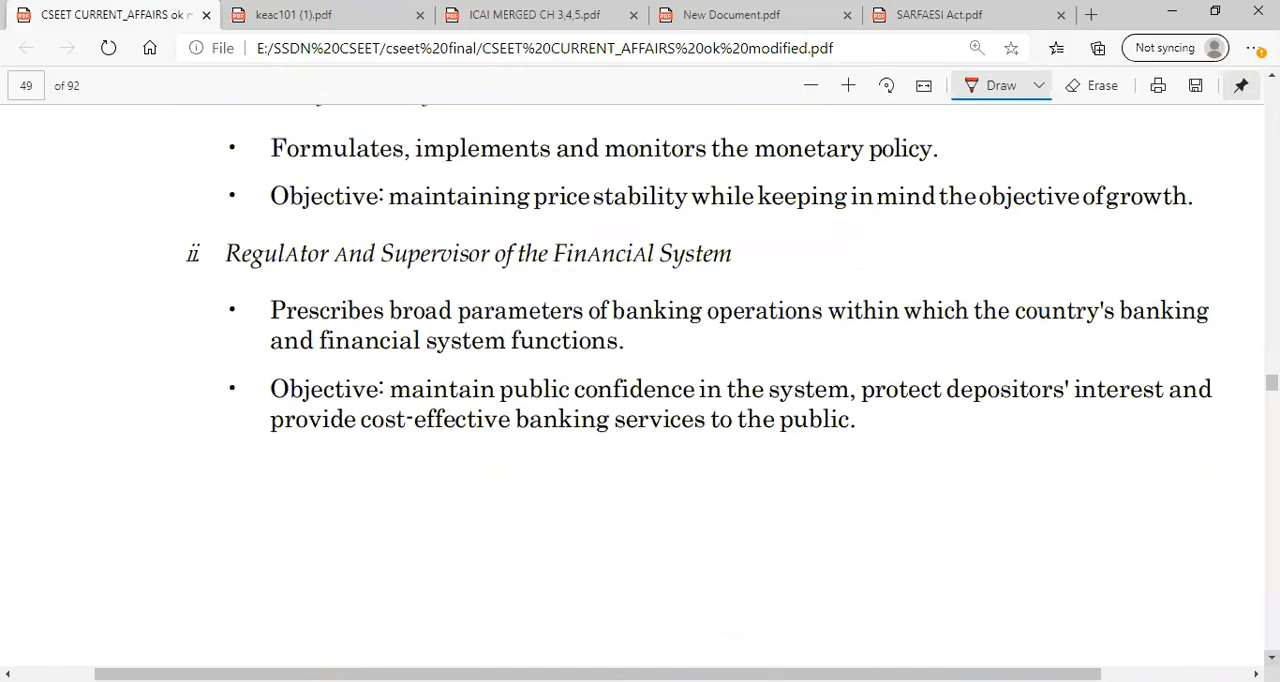 CSEET CURRENT_AFFAIRS ok
keac101 (1).pdf
ICAI MERGED CH 3,4,5.pdf
New Document.pdf
SARFAESI Act.pdf
File
E:/SSDN%20CSEET/cseet%20final/CSEET%20CURRENT_AFFAIRS%20ok%20modified.pdf
Not syncing
49 of 92
Draw
Erase
• Formulates, implements and monitors the monetary policy.
• Objective: maintaining price stability while keeping in mind the objective of growth.
ii. RegulAtor And Supervisor of the FinAnciAl System
• Prescribes broad parameters of banking operations within which the country's banking
and financial system functions.
• Objective: maintain public confidence in the system, protect depositors' interest and
provide cost-effective banking services to the public.